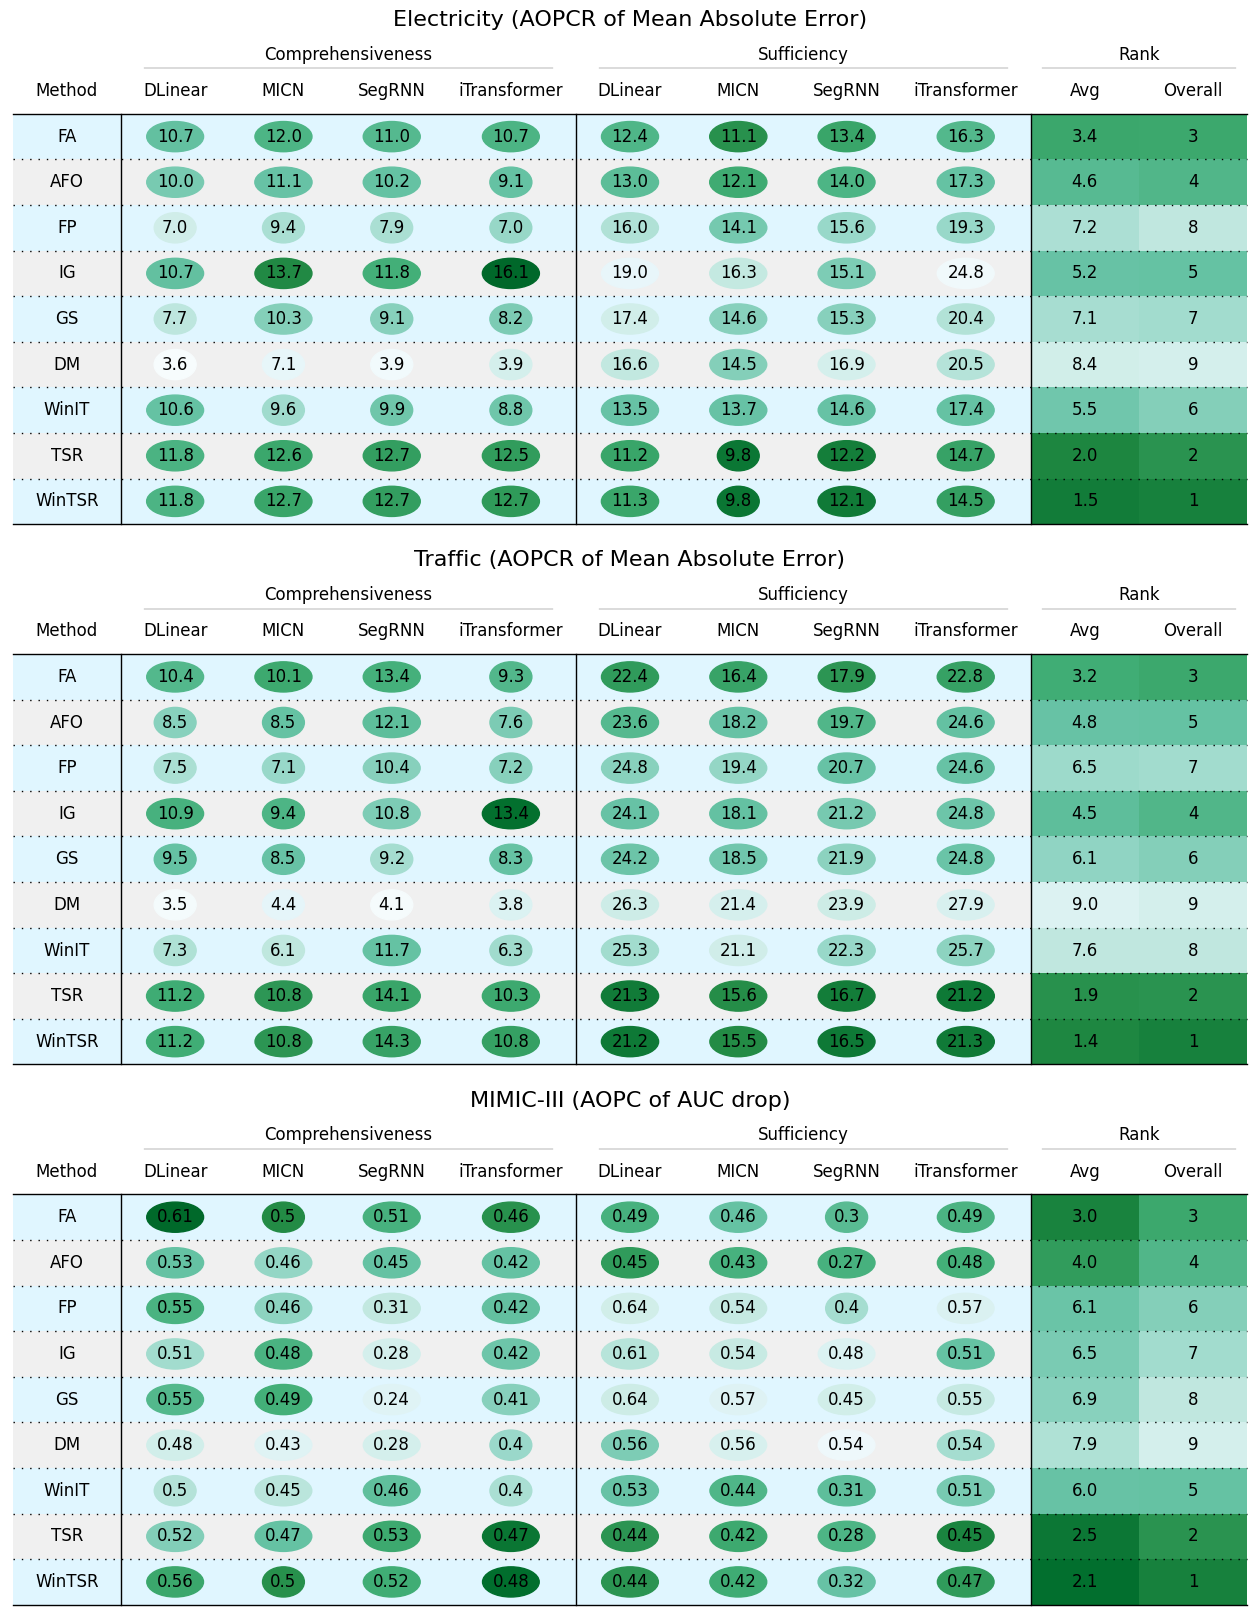 Electricity (AOPCR of Mean Absolute Error)
Comprehensiveness Sufficiency Rank
Method DLinear MICN SegRNN iTransformer DLinear MICN SegRNN iTransformer Avg Overall
FA 10.7 12.0 11.0 10.7 12.4 11.1 13.4 16.3 3.4 3
AFO 10.0 11.1 10.2 9.1 13.0 12.1 14.0 17.3 4.6 4
FP 7.0 9.4 7.9 7.0 16.0 14.1 15.6 19.3 7.2 8
IG 10.7 13.7 11.8 16.1 19.0 16.3 15.1 24.8 5.2 5
GS 7.7 10.3 9.1 8.2 17.4 14.6 15.3 20.4 7.1 7
DM 3.6 7.1 3.9 3.9 16.6 14.5 16.9 20.5 8.4 9
WinIT 10.6 9.6 9.9 8.8 13.5 13.7 14.6 17.4 5.5 6
TSR 11.8 12.6 12.7 12.5 11.2 9.8 12.2 14.7 2.0 2
WinTSR 11.8 12.7 12.7 12.7 11.3 9.8 12.1 14.5 1.5 1
Traffic (AOPCR of Mean Absolute Error)
Comprehensiveness Sufficiency Rank
Method DLinear MICN SegRNN iTransformer DLinear MICN SegRNN iTransformer Avg Overall
FA 10.4 10.1 13.4 9.3 22.4 16.4 17.9 22.8 3.2 3
AFO 8.5 8.5 12.1 7.6 23.6 18.2 19.7 24.6 4.8 5
FP 7.5 7.1 10.4 7.2 24.8 19.4 20.7 24.6 6.5 7
IG 10.9 9.4 10.8 13.4 24.1 18.1 21.2 24.8 4.5 4
GS 9.5 8.5 9.2 8.3 24.2 18.5 21.9 24.8 6.1 6
DM 3.5 4.4 4.1 3.8 26.3 21.4 23.9 27.9 9.0 9
WinIT 7.3 6.1 11.7 6.3 25.3 21.1 22.3 25.7 7.6 8
TSR 11.2 10.8 14.1 10.3 21.3 15.6 16.7 21.2 1.9 2
WinTSR 11.2 10.8 14.3 10.8 21.2 15.5 16.5 21.3 1.4 1
MIMIC-III (AOPC of AUC drop)
Comprehensiveness Sufficiency Rank
Method DLinear MICN SegRNN iTransformer DLinear MICN SegRNN iTransformer Avg Overall
FA 0.61 0.5 0.51 0.46 0.49 0.46 0.3 0.49 3.0 3
AFO 0.53 0.46 0.45 0.42 0.45 0.43 0.27 0.48 4.0 4
FP 0.55 0.46 0.31 0.42 0.64 0.54 0.4 0.57 6.1 6
IG 0.51 0.48 0.28 0.42 0.61 0.54 0.48 0.51 6.5 7
GS 0.55 0.49 0.24 0.41 0.64 0.57 0.45 0.55 6.9 8
DM 0.48 0.43 0.28 0.4 0.56 0.56 0.54 0.54 7.9 9
WinIT 0.5 0.45 0.46 0.4 0.53 0.44 0.31 0.51 6.0 5
TSR 0.52 0.47 0.53 0.47 0.44 0.42 0.28 0.45 2.5 2
WinTSR 0.56 0.5 0.52 0.48 0.44 0.42 0.32 0.47 2.1 1